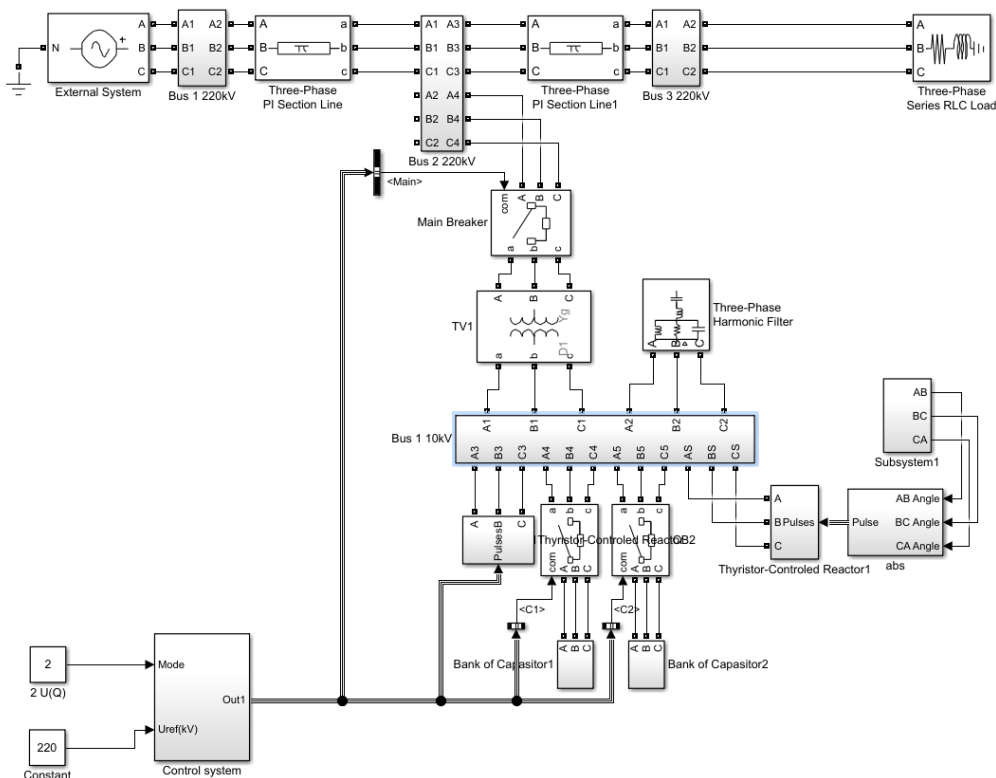 N A B C
External System
A1 A2
B1 B2
C1 C2
Bus 1 220kV
A a
B b
C c
Three-Phase
PI Section Line
A1 A3
B1 B3
C1 C3
A2 A4
B2 B4
C2 C4
Bus 2 220kV
A a
B b
C c
Three-Phase
PI Section Line1
A1 A2
B1 B2
C1 C2
Bus 3 220kV
A
B
C
Three-Phase
Series RLC Load
<Main>
com A B C
Main Breaker
a b c
A B C
TV1
Yg
D1
a b c
Three-Phase
Harmonic Filter
A B C
A1 B1 C1 A2 B2 C2
Bus 1 10kV
A3 B3 C3 A4 B4 C4 A5 B5 C5 AS BS CS
AB
BC
CA
Subsystem1
A B C
Pulses
a b c
com A B C
Thyristor-Controled Reactor
a b c
com A B C
B2
A
B Pulses
C
Thyristor-Controled Reactor1
Pulse
AB Angle
BC Angle
CA Angle
abs
<C1>
<C2>
A B C
Bank of Capasitor1
A B C
Bank of Capasitor2
2
2 U(Q)
220
Constant
Mode
Uref(kV)
Out1
Control system